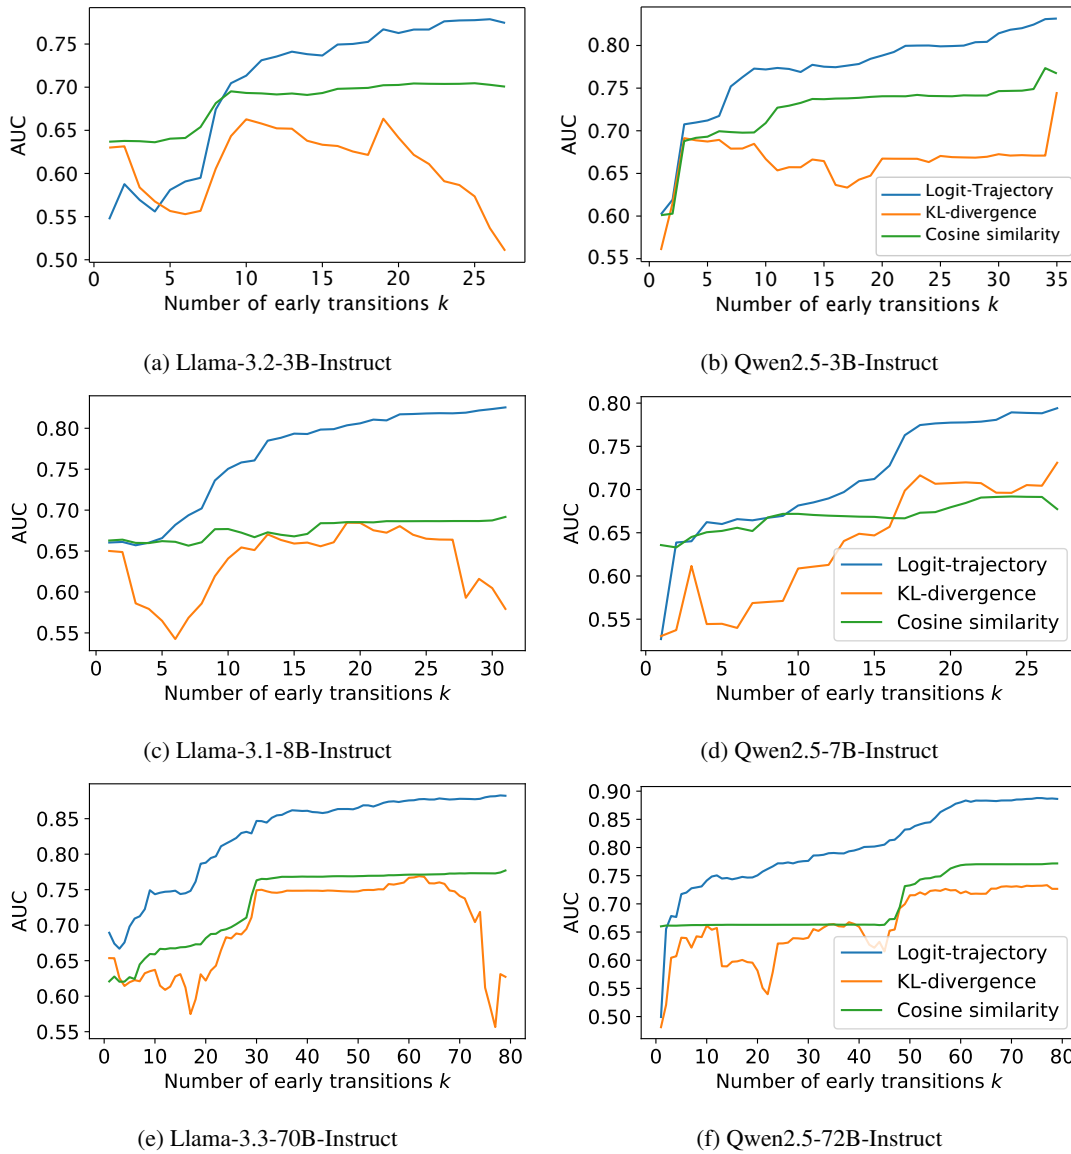 0.75
0.70
0.65
0.60
0.55
0.50
AUC
0 5 10 15 20 25
Number of early transitions k
(a) Llama-3.2-3B-Instruct
0.80
0.75
0.70
0.65
0.60
0.55
AUC
0 5 10 15 20 25 30 35
Number of early transitions k
Logit-Trajectory
KL-divergence
Cosine similarity
(b) Qwen2.5-3B-Instruct
0.80
0.75
0.70
0.65
0.60
0.55
AUC
0 5 10 15 20 25 30
Number of early transitions k
(c) Llama-3.1-8B-Instruct
0.80
0.75
0.70
0.65
0.60
0.55
AUC
0 5 10 15 20 25
Number of early transitions k
Logit-trajectory
KL-divergence
Cosine similarity
(d) Qwen2.5-7B-Instruct
0.85
0.80
0.75
0.70
0.65
0.60
0.55
AUC
0 10 20 30 40 50 60 70 80
Number of early transitions k
(e) Llama-3.3-70B-Instruct
0.90
0.85
0.80
0.75
0.70
0.65
0.60
0.55
0.50
AUC
0 10 20 30 40 50 60 70 80
Number of early transitions k
Logit-trajectory
KL-divergence
Cosine similarity
(f) Qwen2.5-72B-Instruct